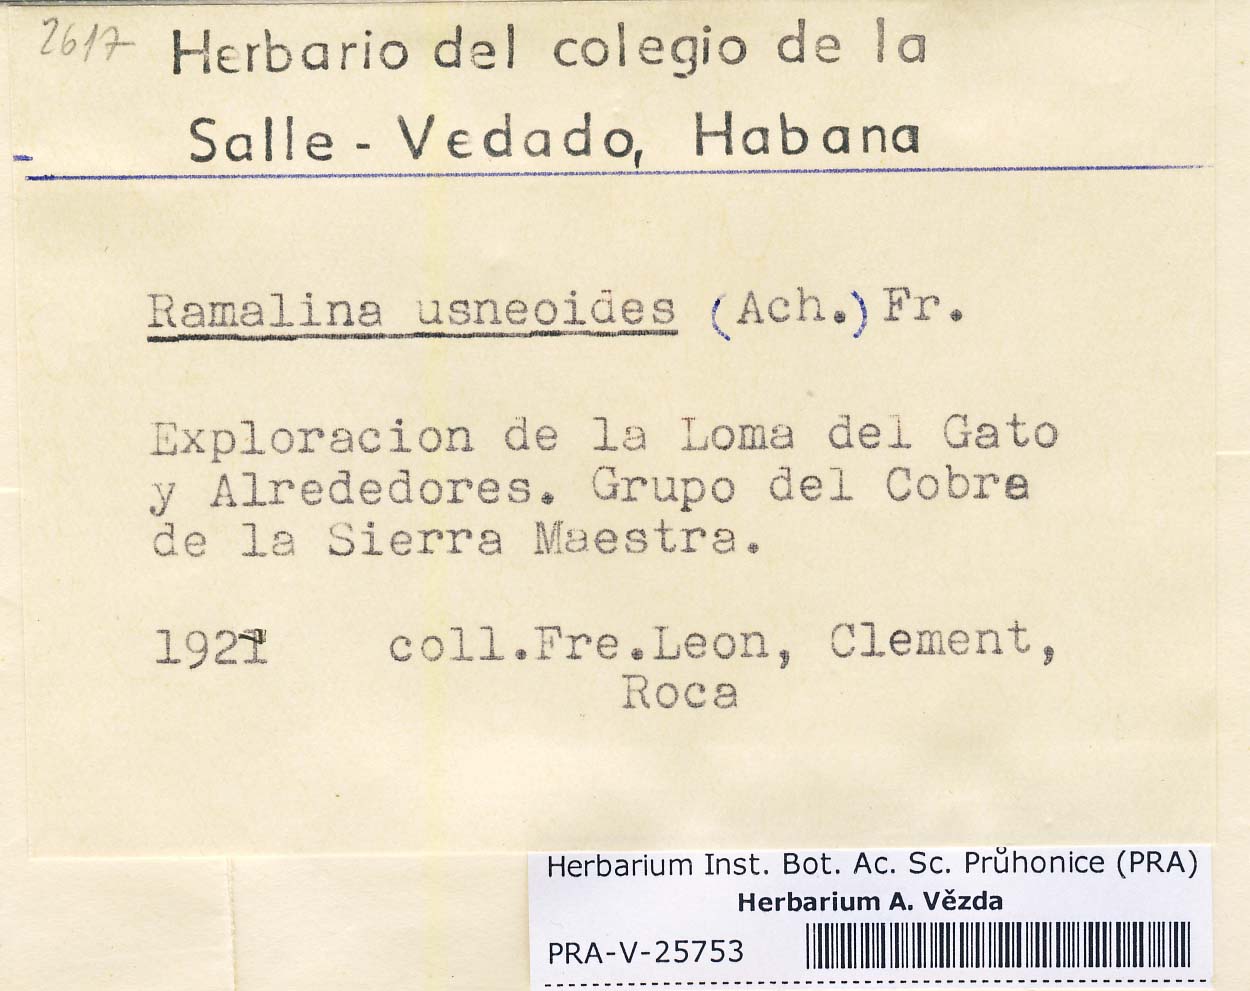 2617
Herbario del colegio de la
Salle - Vedado, Habana
Ramalina usneoides (Ach.) Fr.
Exploracion de la Loma del Gato
y Alrededores. Grupo del Cobre
de la Sierra Maestra.
coll.Fre.Leon, Clement,
Roca
Herbarium Inst. Bot. Ac. Sc. Průhonice (PRA)
Herbarium A. Vězda
PRA-V-25753